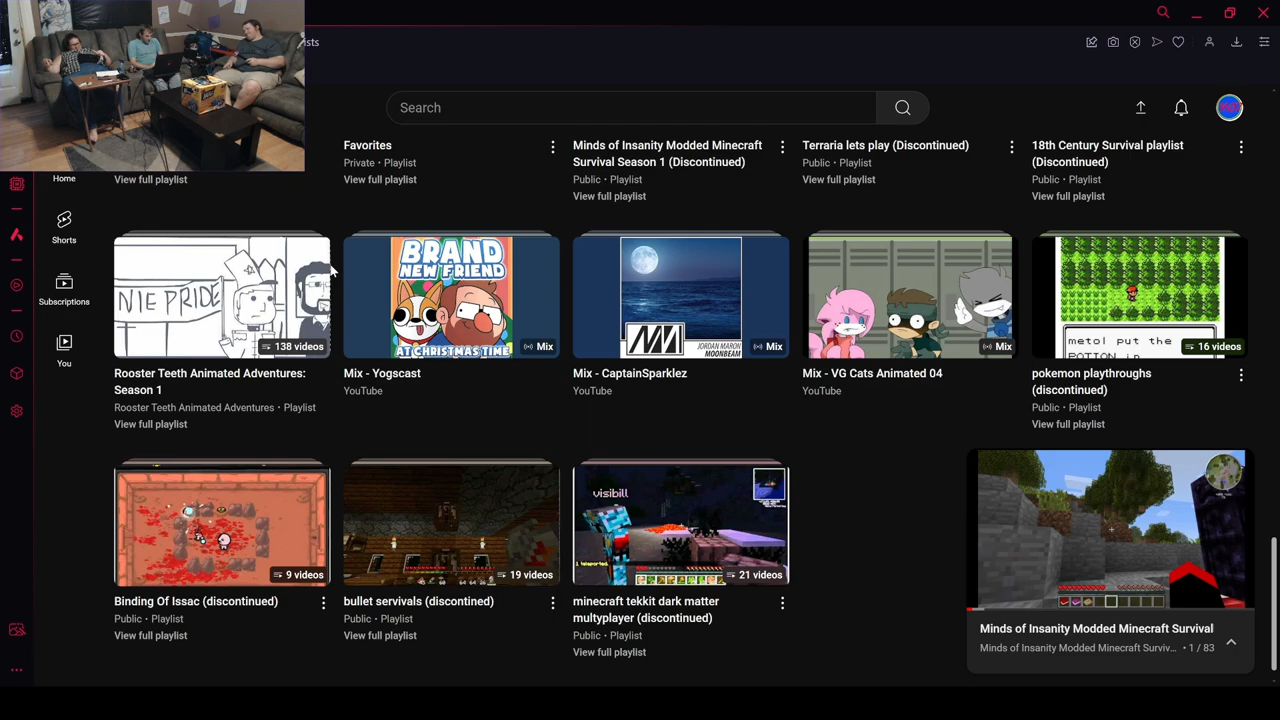 ists
Search
Home
Shorts
Subscriptions
You
View full playlist
Favorites
Private • Playlist
View full playlist
Minds of Insanity Modded Minecraft
Survival Season 1 (Discontinued)
Public • Playlist
View full playlist
Terraria lets play (Discontinued)
Public • Playlist
View full playlist
18th Century Survival playlist
(Discontinued)
Public • Playlist
View full playlist
NIE PRIDE
138 videos
Rooster Teeth Animated Adventures:
Season 1
Rooster Teeth Animated Adventures • Playlist
View full playlist
BRAND
NEW FRIEND
AT CHRISTMAS TIME
Mix
Mix - Yogscast
YouTube
JORDAN MARON
MOONBEAM
Mix
Mix - CaptainSparklez
YouTube
Mix
Mix - VG Cats Animated 04
YouTube
metal put the
POTION in
16 videos
pokemon playthroughs
(discontinued)
Public • Playlist
View full playlist
9 videos
Binding Of Issac (discontinued)
Public • Playlist
View full playlist
19 videos
bullet servivals (discontined)
Public • Playlist
View full playlist
visibill
21 videos
minecraft tekkit dark matter
multyplayer (discontinued)
Public • Playlist
View full playlist
Minds of Insanity Modded Minecraft Survival
Minds of Insanity Modded Minecraft Surviv... • 1 / 83